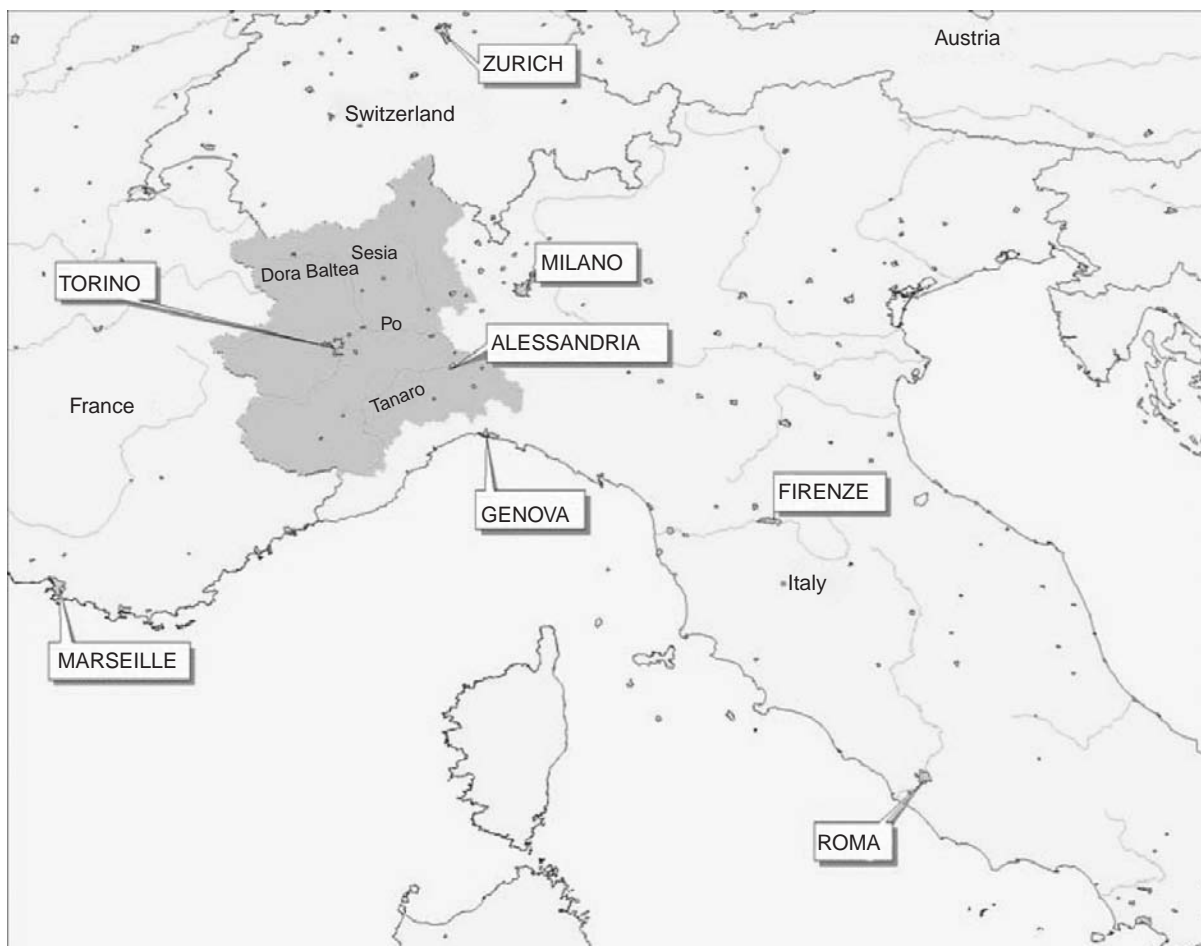 Austria
ZURICH
Switzerland
Sesia
Dora Baltea
MILANO
TORINO
Po
ALESSANDRIA
Tanaro
France
FIRENZE
GENOVA
Italy
MARSEILLE
ROMA